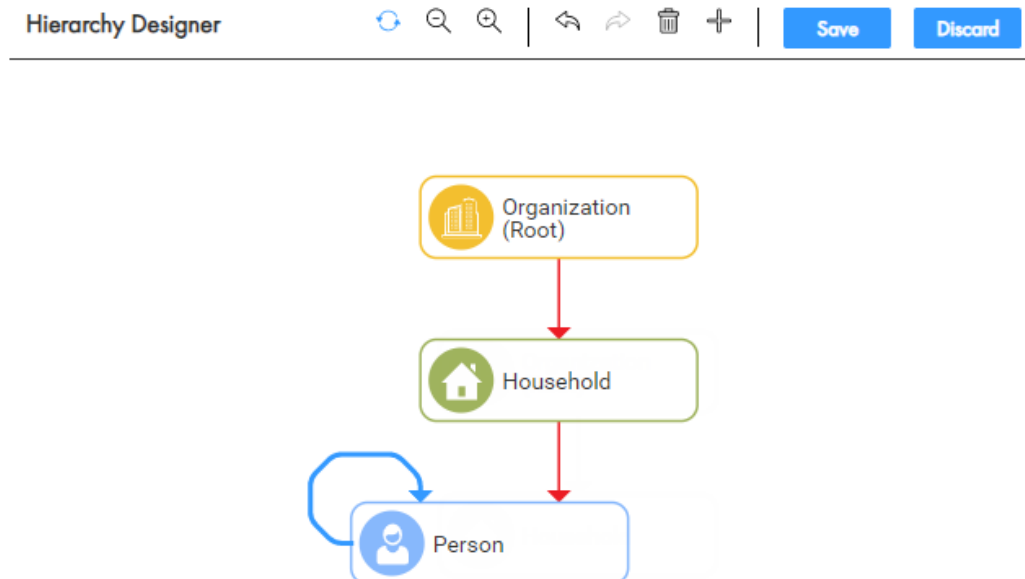 Hierarchy Designer
Save
Discard
Organization
(Root)
Household
Person